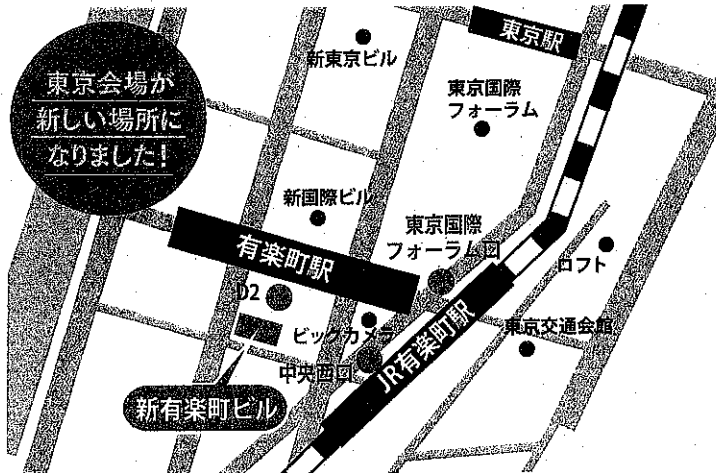 東京会場が
新しい場所に
なりました!
新東京ビル
東京駅
東京国際
フォーラム
新国際ビル
東京国際
フォーラム口
有楽町駅
D2
ロフト
ビックカメラ
東京交通会館
JR有楽町駅
中央西口
新有楽町ビル